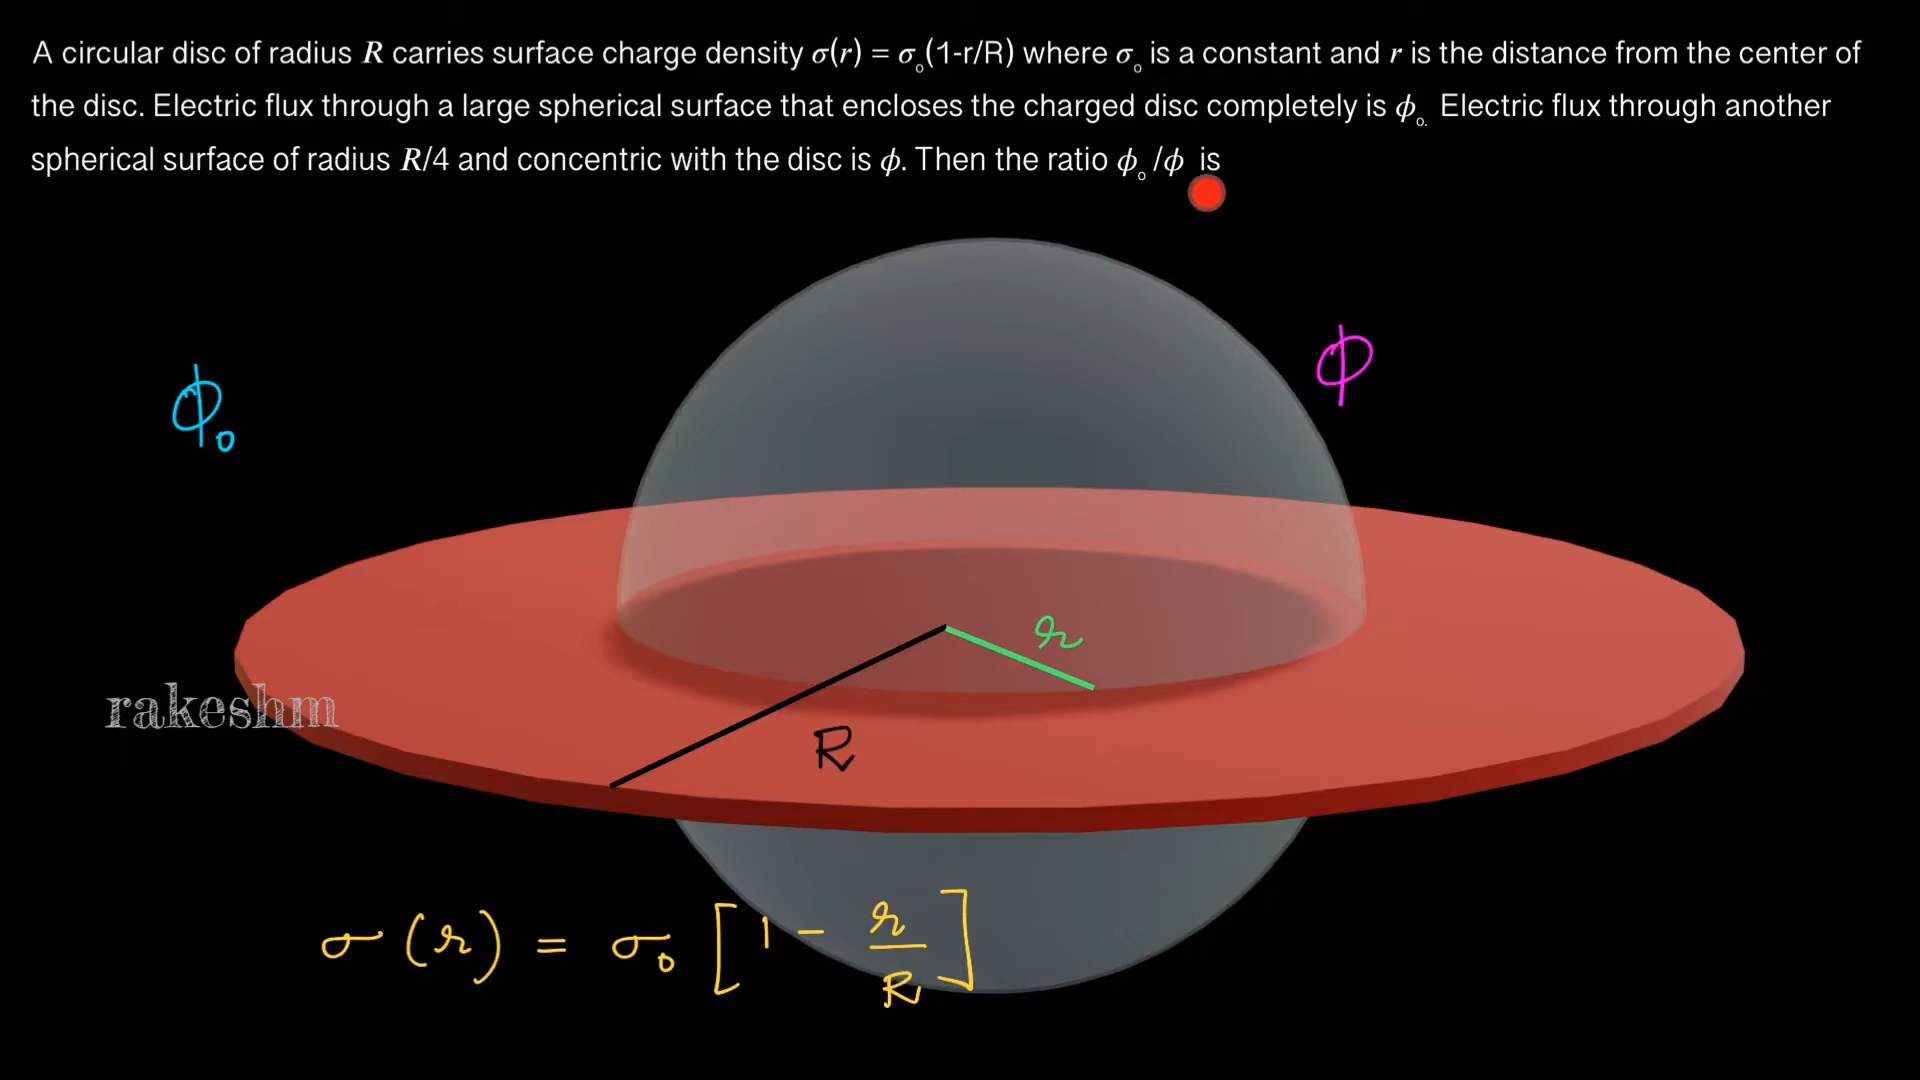 A circular disc of radius R carries surface charge density σ(r) = σ₀(1-r/R) where σ₀ is a constant and r is the distance from the center of
the disc. Electric flux through a large spherical surface that encloses the charged disc completely is ϕ₀. Electric flux through another
spherical surface of radius R/4 and concentric with the disc is ϕ. Then the ratio ϕ₀/ϕ is
ϕ
ϕ₀
r
rakeshm
R
σ(r) = σ₀ [1 - r/R]